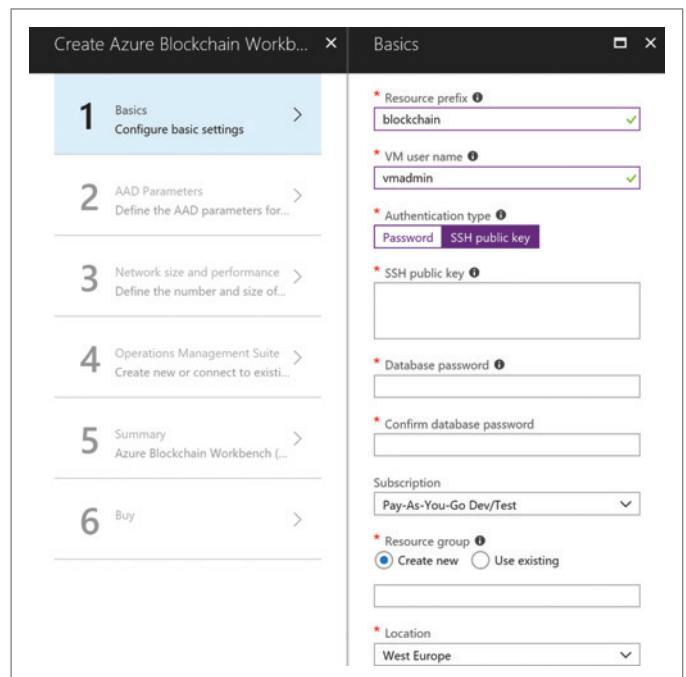 Create Azure Blockchain Workb...
1
Basics
Configure basic settings
2
AAD Parameters
Define the AAD parameters for...
3
Network size and performance
Define the number and size of...
4
Operations Management Suite
Create new or connect to existi...
5
Summary
Azure Blockchain Workbench (...
6
Buy
Basics
* Resource prefix
blockchain
* VM user name
vmadmin
* Authentication type
Password SSH public key
* SSH public key
* Database password
* Confirm database password
Subscription
Pay-As-You-Go Dev/Test
* Resource group
Create new Use existing
* Location
West Europe